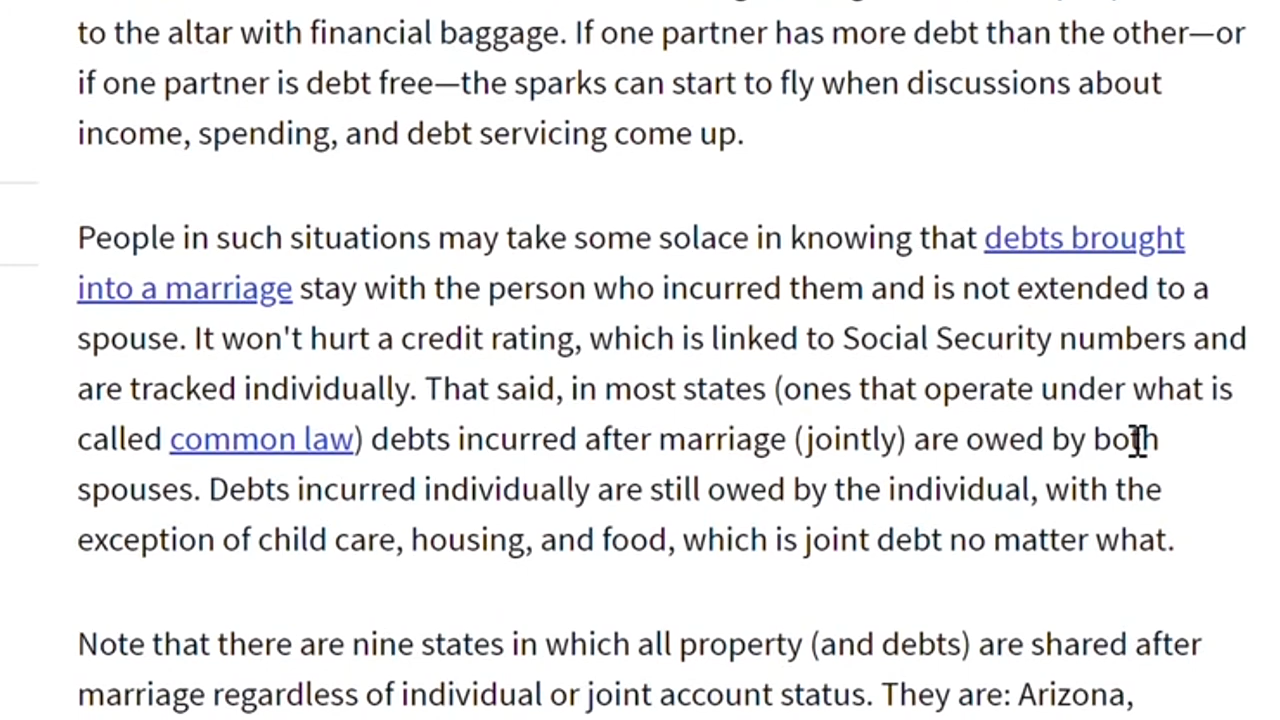 to the altar with financial baggage. If one partner has more debt than the other—or
if one partner is debt free—the sparks can start to fly when discussions about
income, spending, and debt servicing come up.
People in such situations may take some solace in knowing that debts brought
into a marriage stay with the person who incurred them and is not extended to a
spouse. It won't hurt a credit rating, which is linked to Social Security numbers and
are tracked individually. That said, in most states (ones that operate under what is
called common law) debts incurred after marriage (jointly) are owed by both
spouses. Debts incurred individually are still owed by the individual, with the
exception of child care, housing, and food, which is joint debt no matter what.
Note that there are nine states in which all property (and debts) are shared after
marriage regardless of individual or joint account status. They are: Arizona,